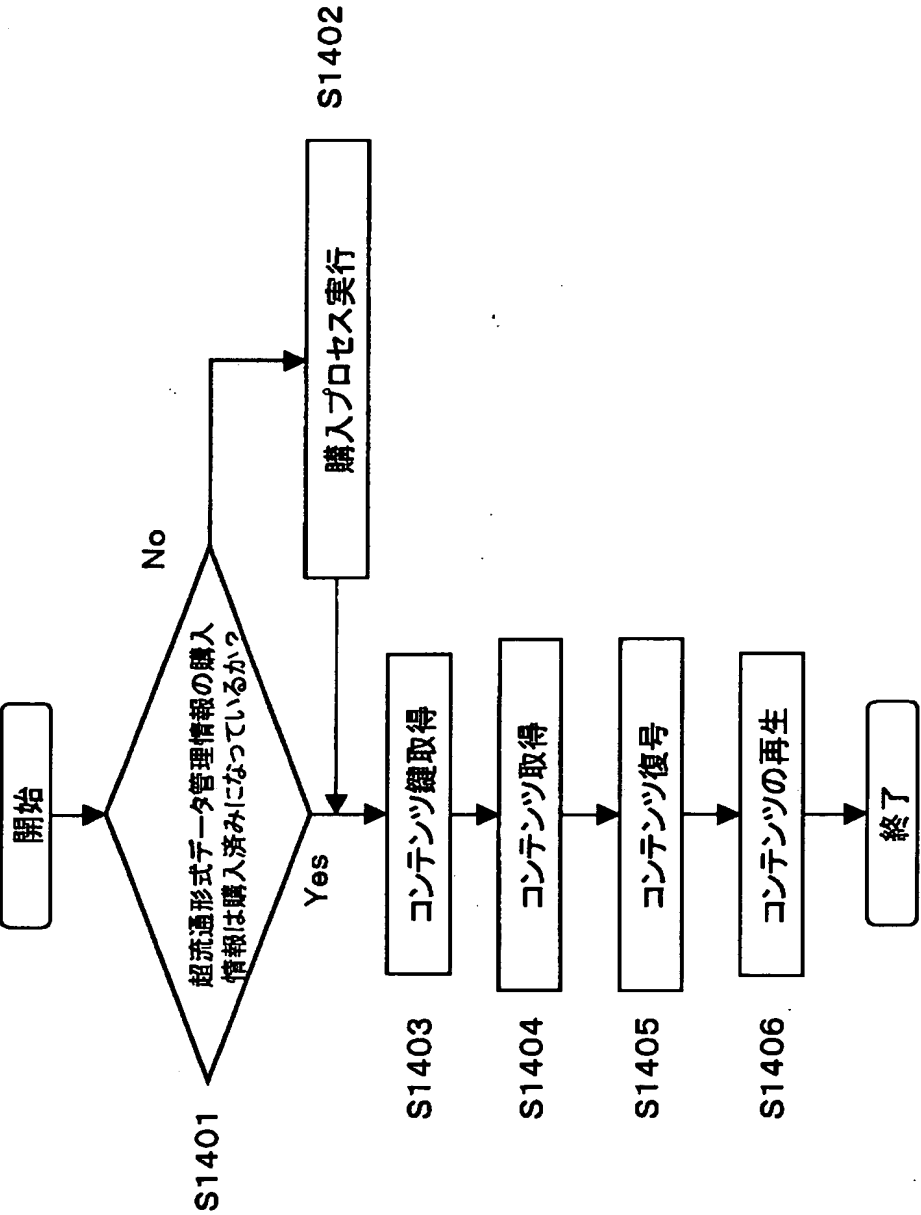 開始
S1401
超流通形式データ管理情報の購入
情報は購入済みになっているか?
No
Yes
購入プロセス実行
S1402
S1403
コンテンツ鍵取得
S1404
コンテンツ取得
S1405
コンテンツ復号
S1406
コンテンツの再生
終了